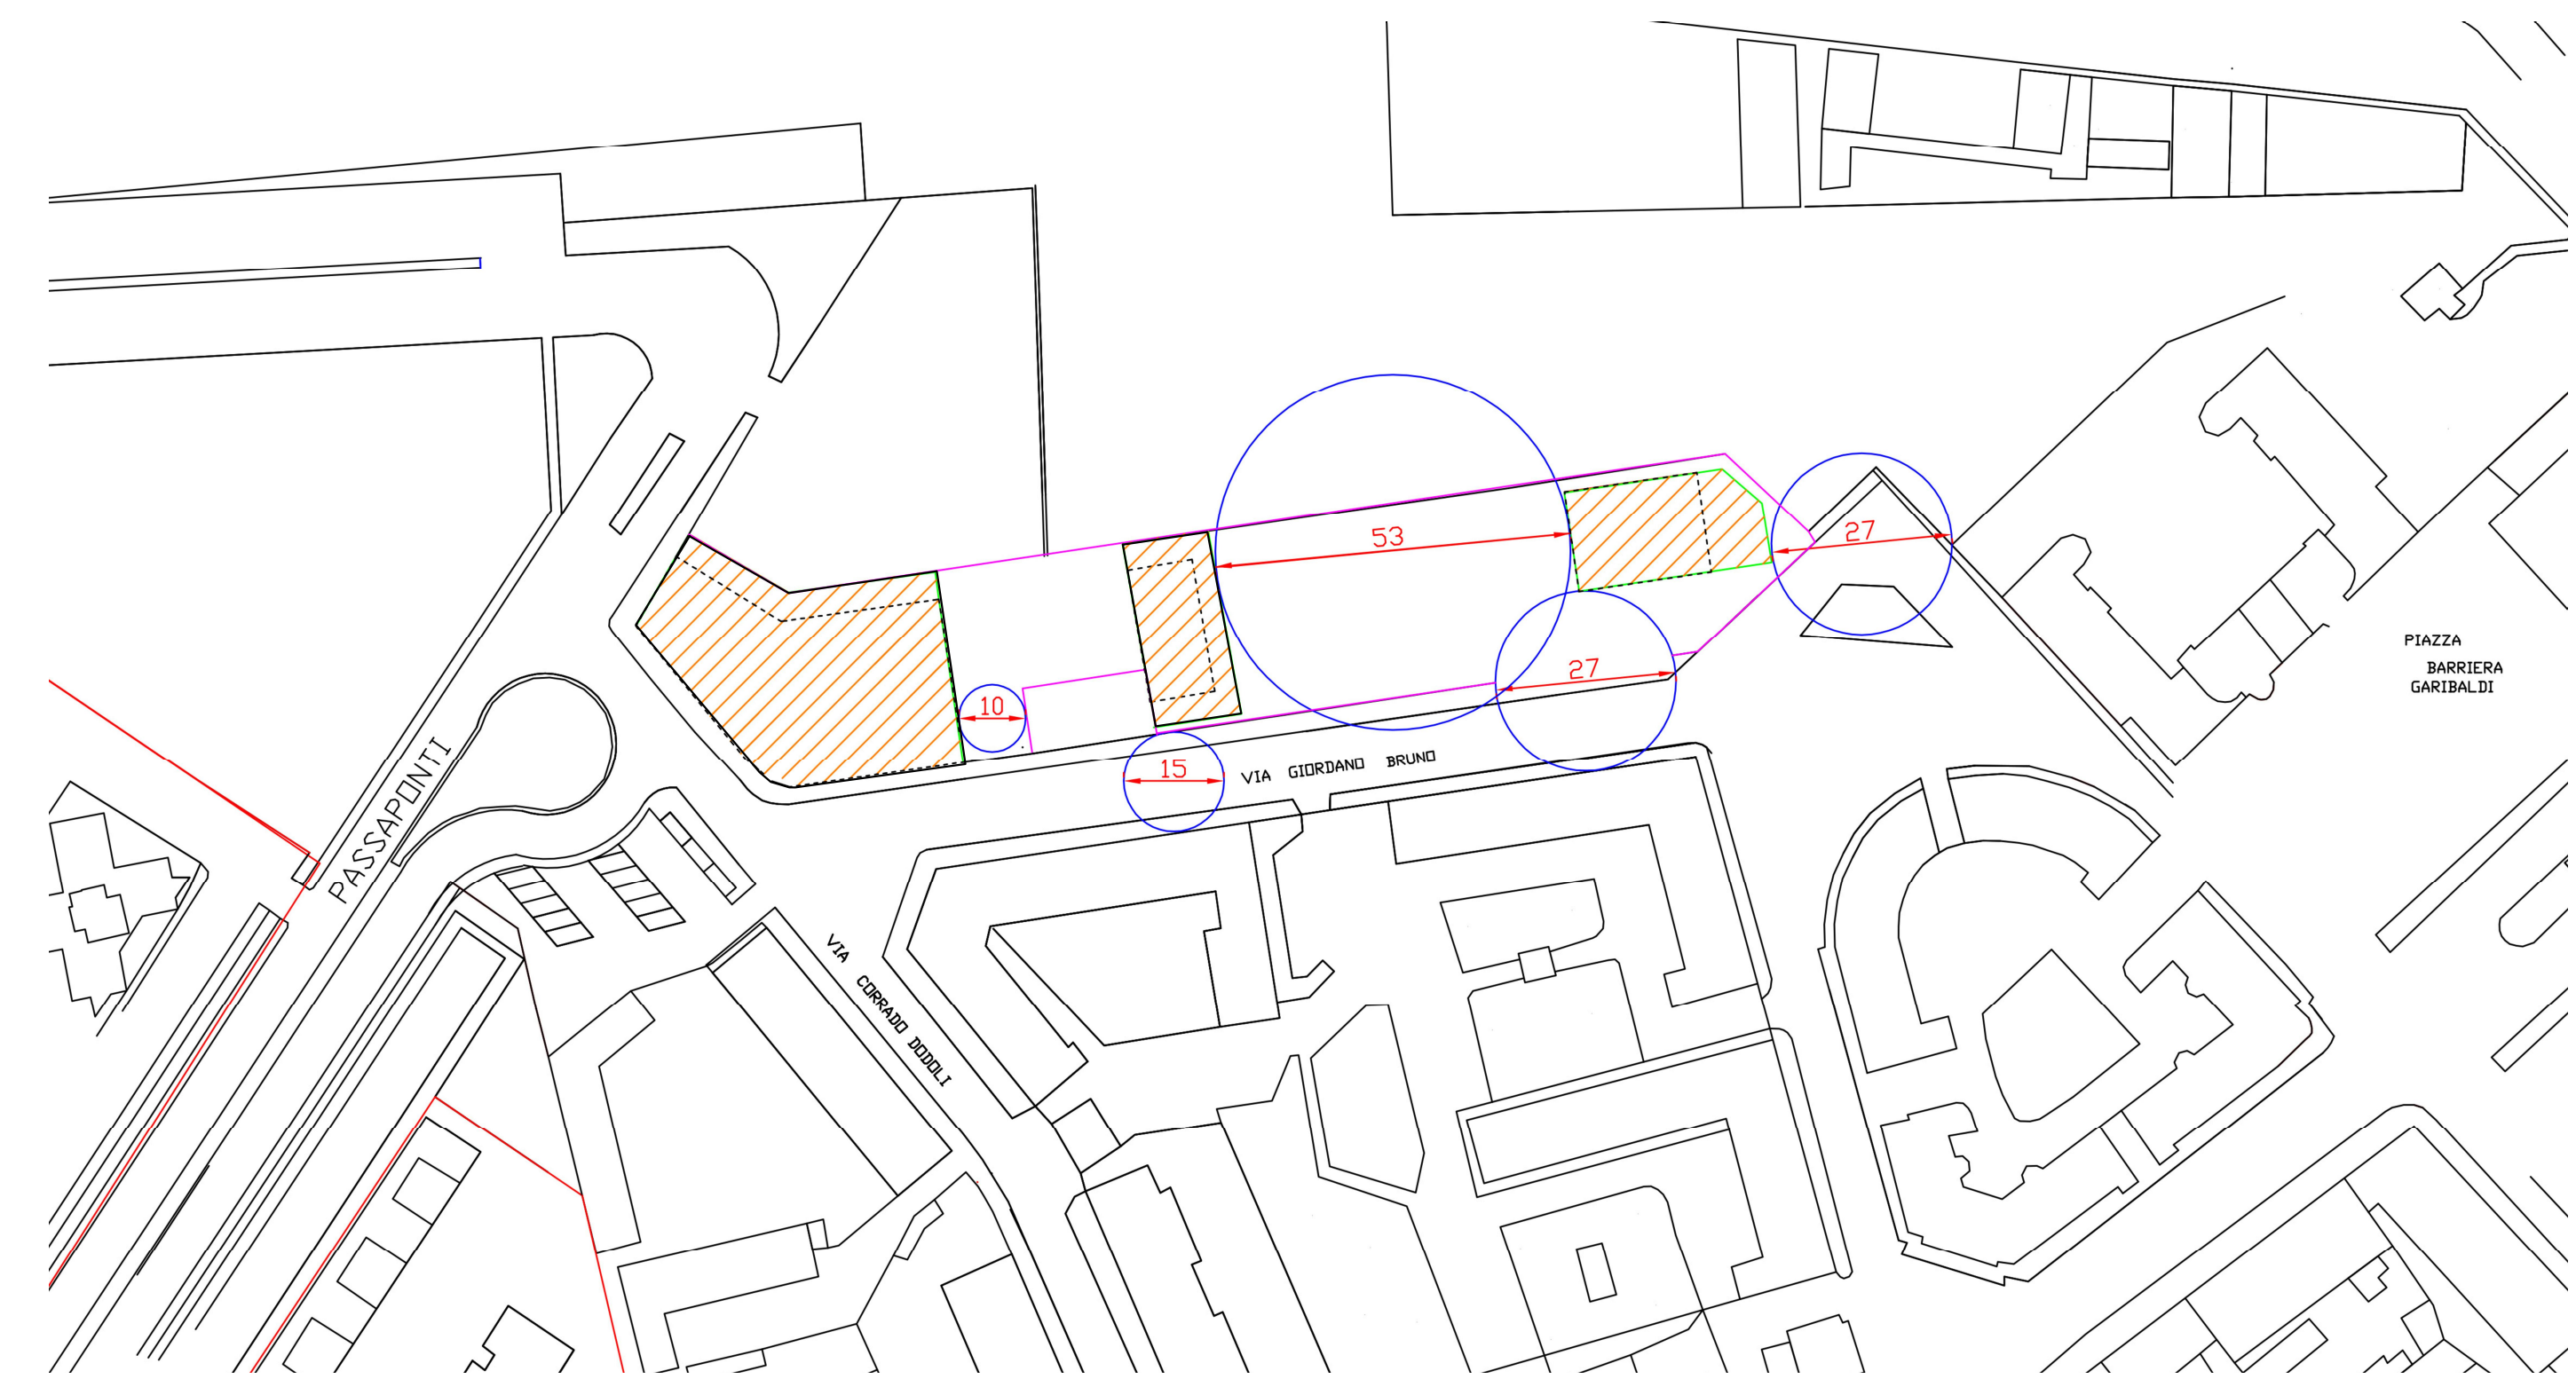 53
27
27
10
15
VIA GIORDANO BRUNO
PIAZZA
BARRIERA
GARIBALDI
PASSAPONTI
VIA CORRADO DODOLI